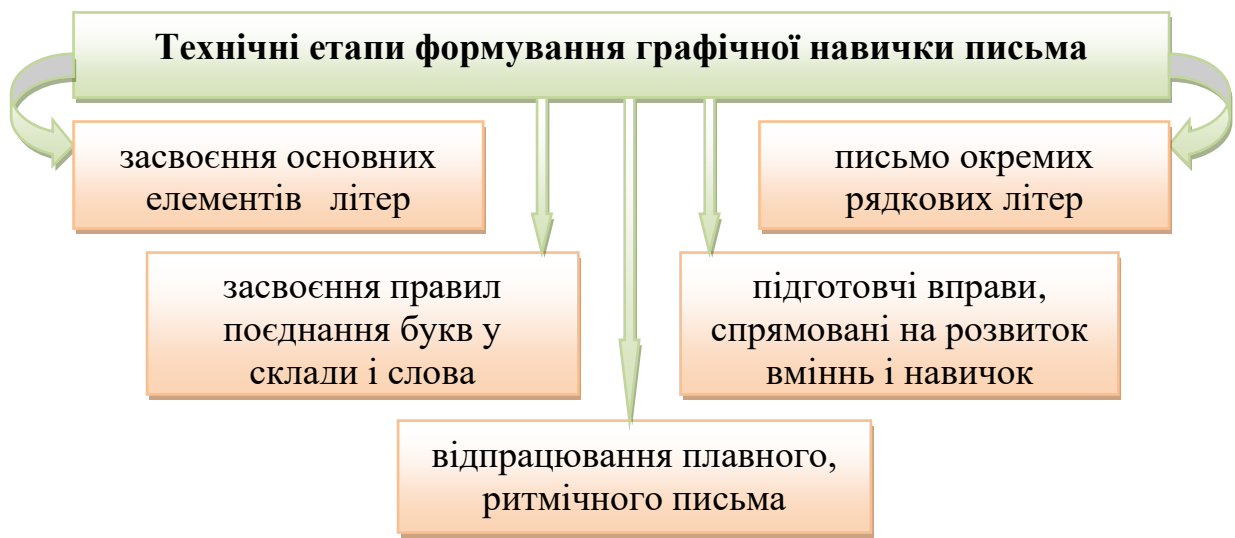 Технічні етапи формування графічної навички письма
засвоєння основних
елементів літер
письмо окремих
рядкових літер
засвоєння правил
поєднання букв у
склади і слова
підготовчі вправи,
спрямовані на розвиток
вміннь і навичок
відпрацювання плавного,
ритмічного письма